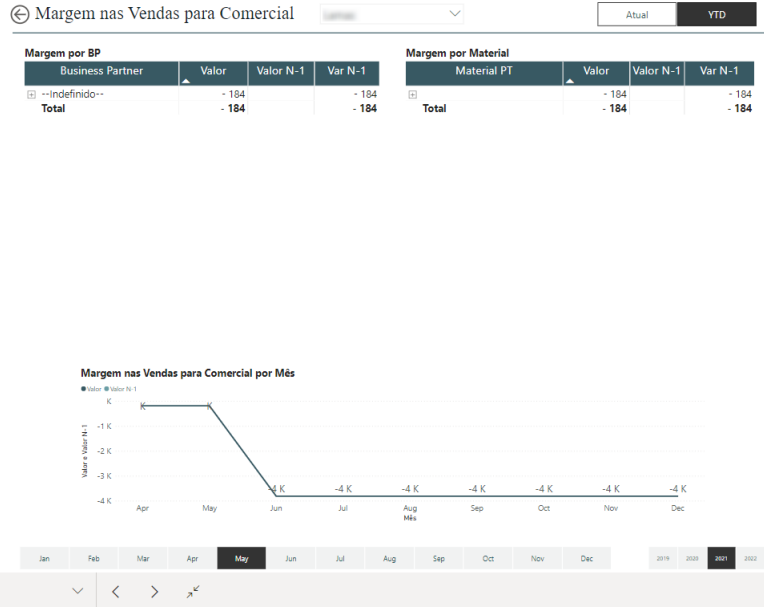 Margem nas Vendas para Comercial
Atual YTD
Margem por BP
Business Partner Valor Valor N-1 Var N-1
--Indefinido-- - 184 - 184
Total - 184 - 184
Margem por Material
Material PT Valor Valor N-1 Var N-1
- 184 - 184
Total - 184 - 184
Margem nas Vendas para Comercial por Mês
Valor Valor N-1
Valor e Valor N-1
K
-1 K
-2 K
-3 K
-4 K
K K -4 K -4 K -4 K -4 K -4 K -4 K -4 K
Apr May Jun Jul Aug Sep Oct Nov Dec
Mês
Jan Feb Mar Apr May Jun Jul Aug Sep Oct Nov Dec 2019 2020 2021 2022